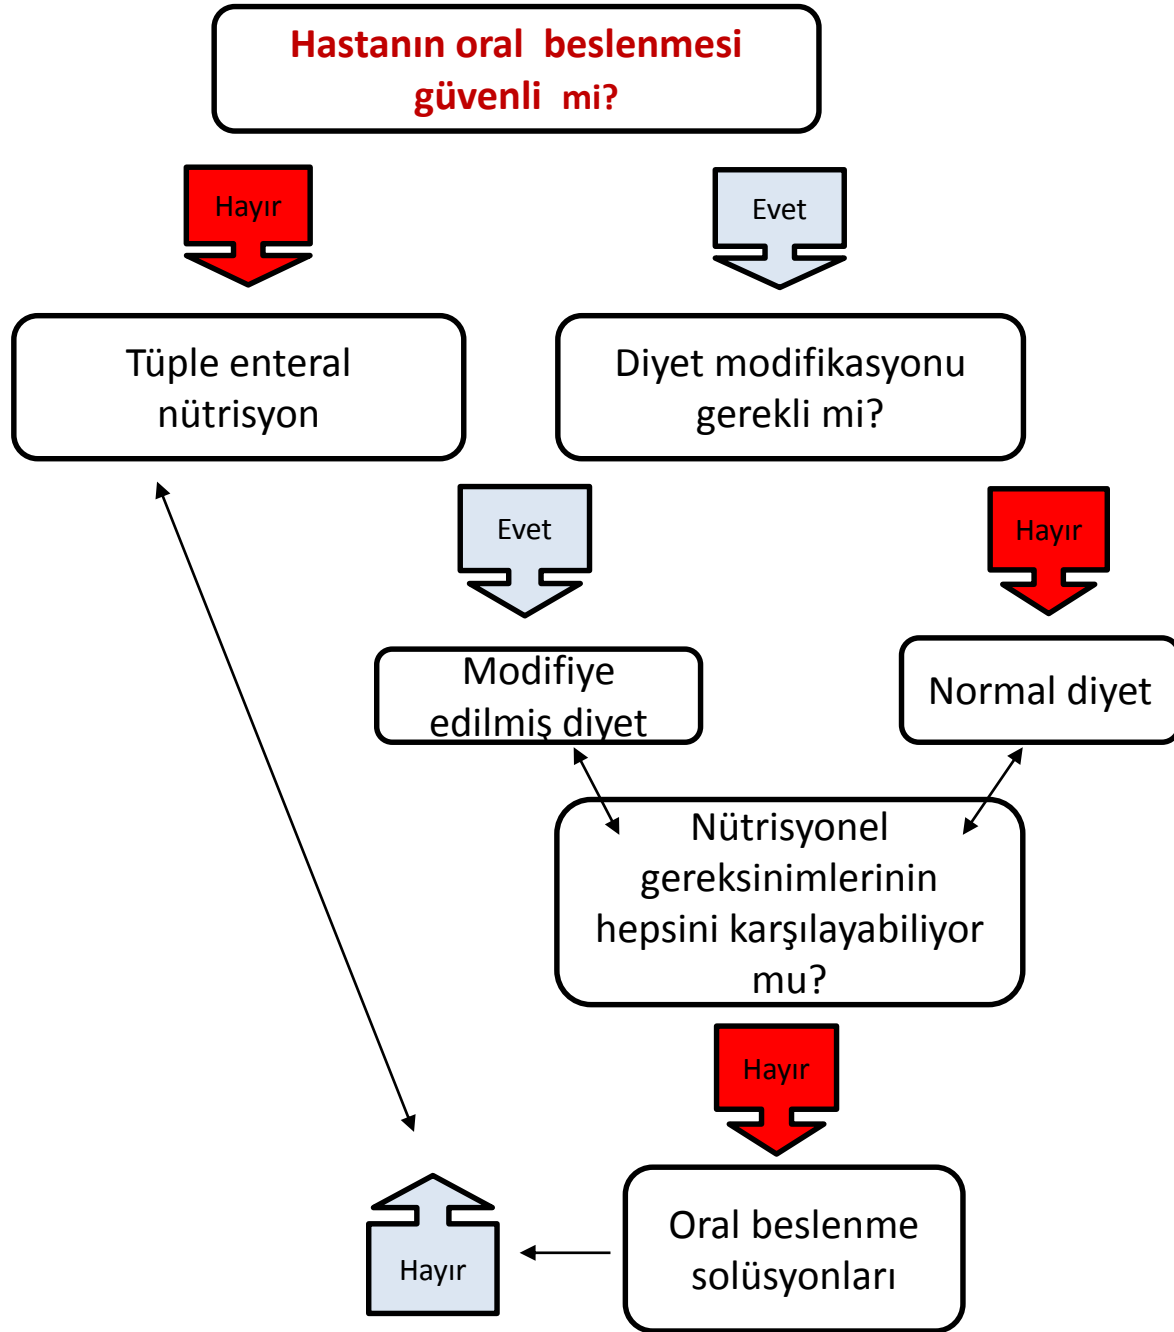 Hastanın oral beslenmesi
güvenli mi?
Hayır
Evet
Tüple enteral
nütrisyon
Diyet modifikasyonu
gerekli mi?
Evet
Hayır
Modifiye
edilmiş diyet
Normal diyet
Nütrisyonel
gereksinimlerinin
hepsini karşılayabiliyor
mu?
Hayır
Oral beslenme
solüsyonları
Hayır